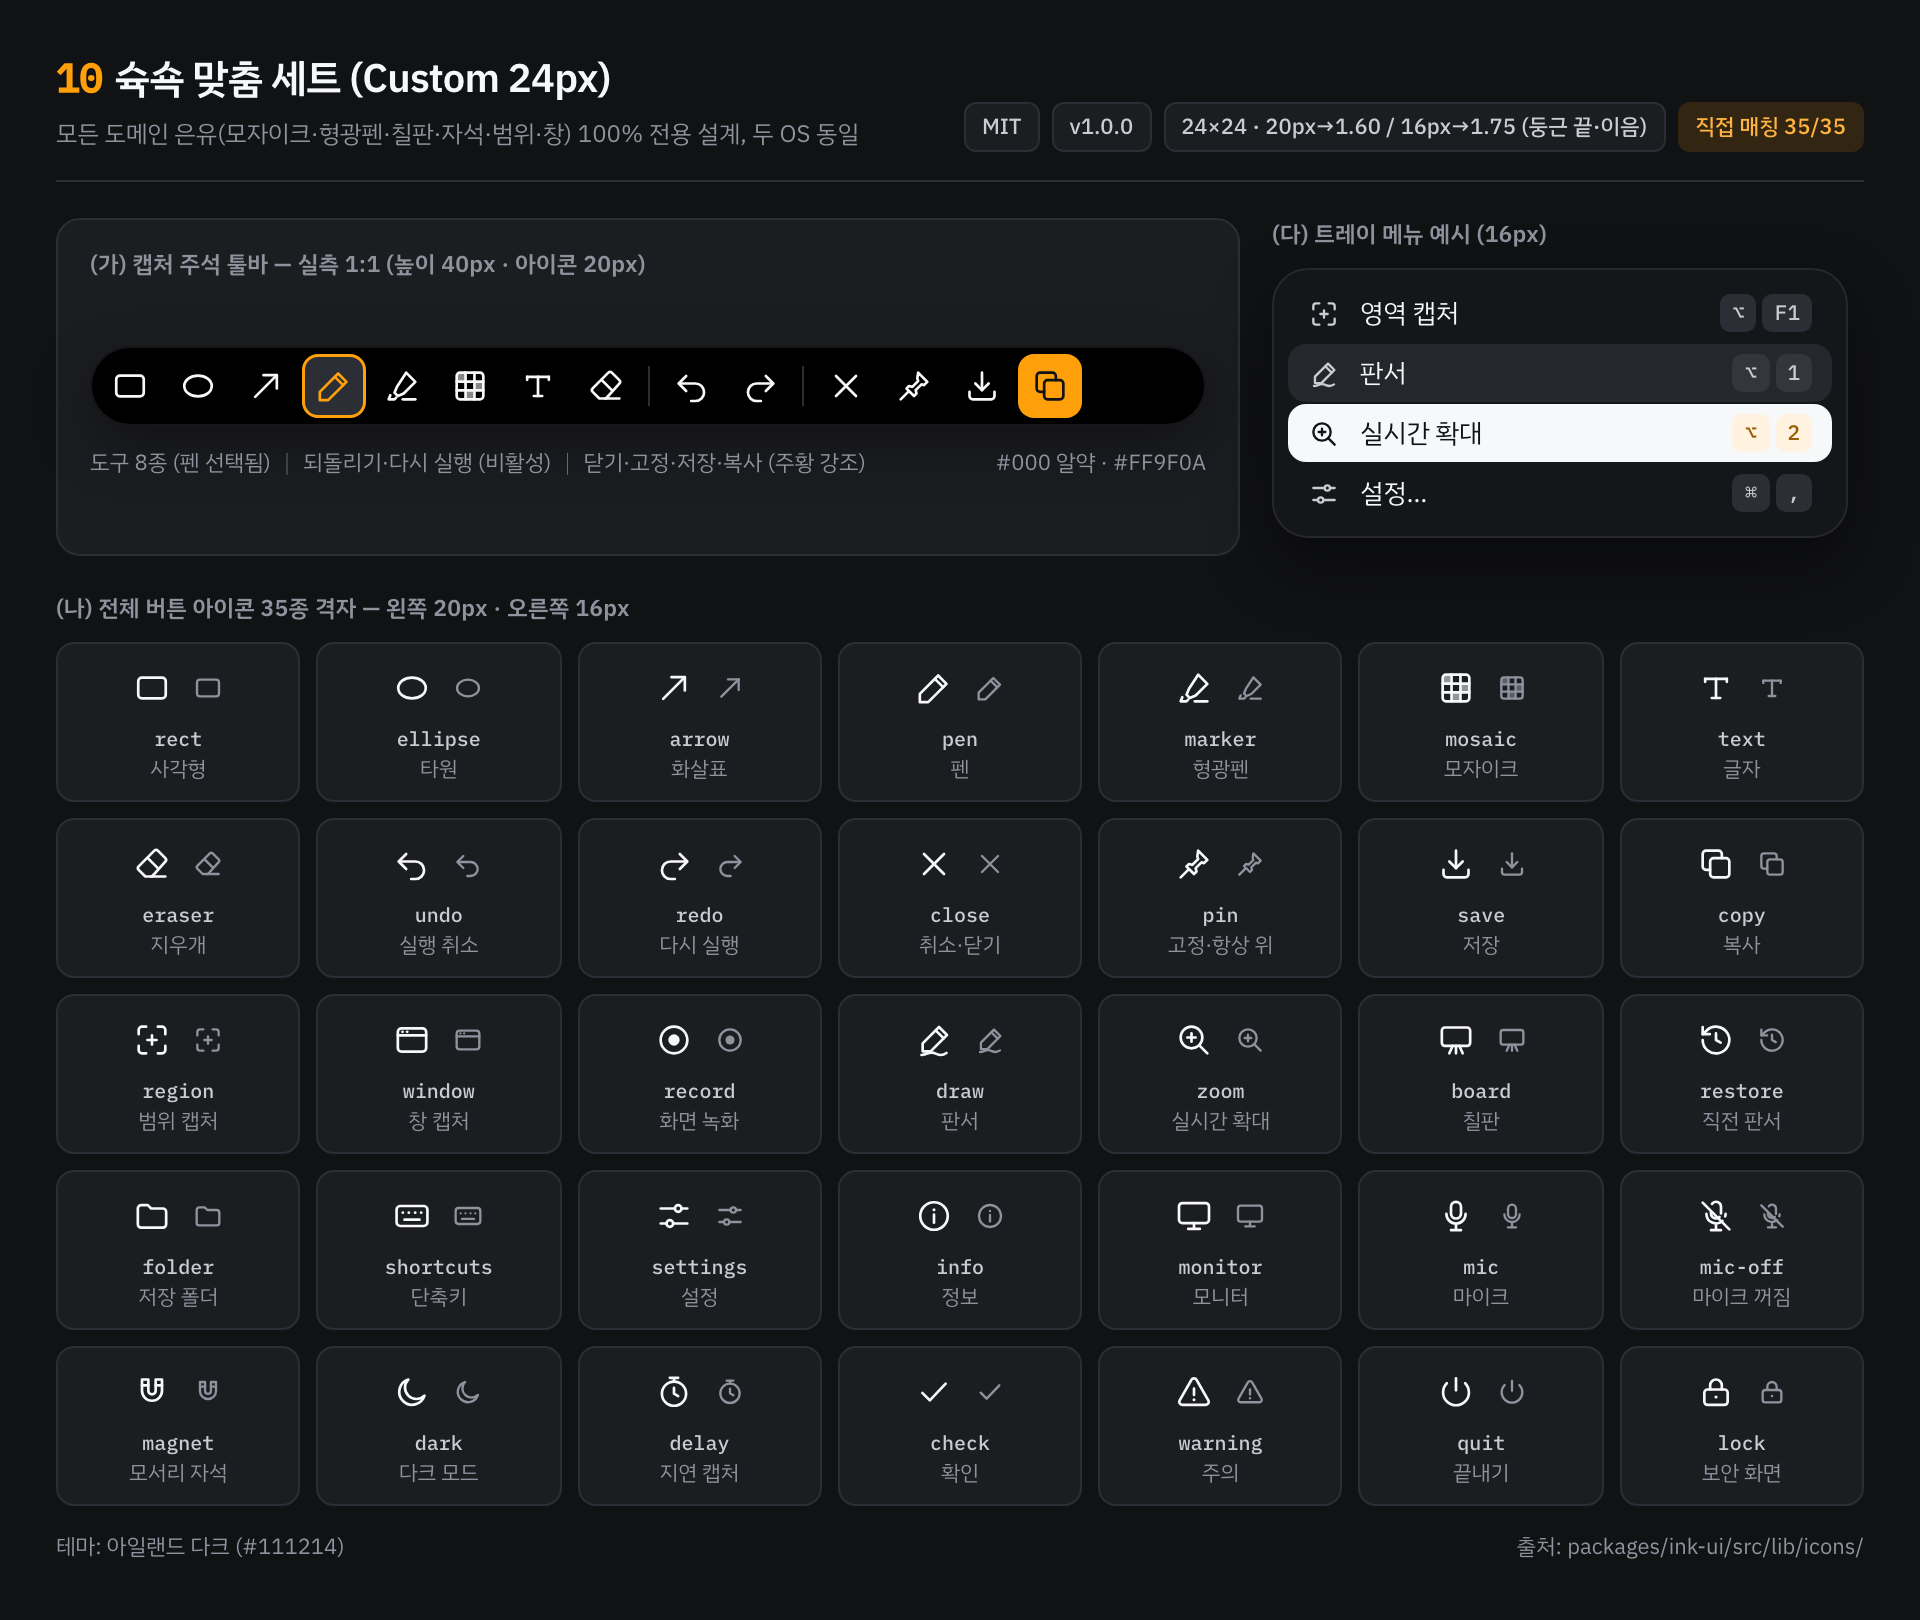 10 슉숏 맞춤 세트 (Custom 24px)
모든 도메인 은유(모자이크·형광펜·칠판·자석·범위·창) 100% 전용 설계, 두 OS 동일
MIT
v1.0.0
24×24 · 20px→1.60 / 16px→1.75 (둥근 끝·이음)
직접 매칭 35/35
(가) 캡처 주석 툴바 — 실측 1:1 (높이 40px · 아이콘 20px)
T
도구 8종 (펜 선택됨) | 되돌리기·다시 실행 (비활성) | 닫기·고정·저장·복사 (주황 강조)
#000 알약 · #FF9F0A
(다) 트레이 메뉴 예시 (16px)
영역 캡처 ⌥ F1
판서 ⌥ 1
실시간 확대 ⌥ 2
설정... ⌘ ,
(나) 전체 버튼 아이콘 35종 격자 — 왼쪽 20px · 오른쪽 16px
rect
사각형
ellipse
타원
arrow
화살표
pen
펜
marker
형광펜
mosaic
모자이크
T T
text
글자
eraser
지우개
undo
실행 취소
redo
다시 실행
close
취소·닫기
pin
고정·항상 위
save
저장
copy
복사
region
범위 캡처
window
창 캡처
record
화면 녹화
draw
판서
zoom
실시간 확대
board
칠판
restore
직전 판서
folder
저장 폴더
shortcuts
단축키
settings
설정
info
정보
monitor
모니터
mic
마이크
mic-off
마이크 꺼짐
magnet
모서리 자석
dark
다크 모드
delay
지연 캡처
check
확인
warning
주의
quit
끝내기
lock
보안 화면
테마: 아일랜드 다크 (#111214)
출처: packages/ink-ui/src/lib/icons/